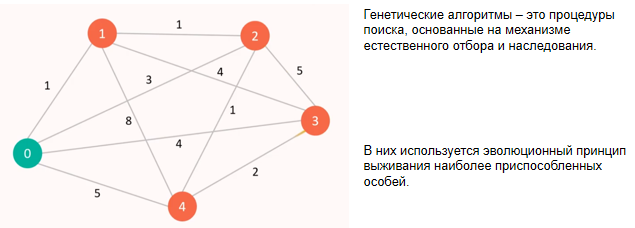 Генетические алгоритмы – это процедуры
поиска, основанные на механизме
естественного отбора и наследования.
1
1
2
1
3
4
5
8
1
3
4
0
2
5
4
В них используется эволюционный принцип
выживания наиболее приспособленных
особей.